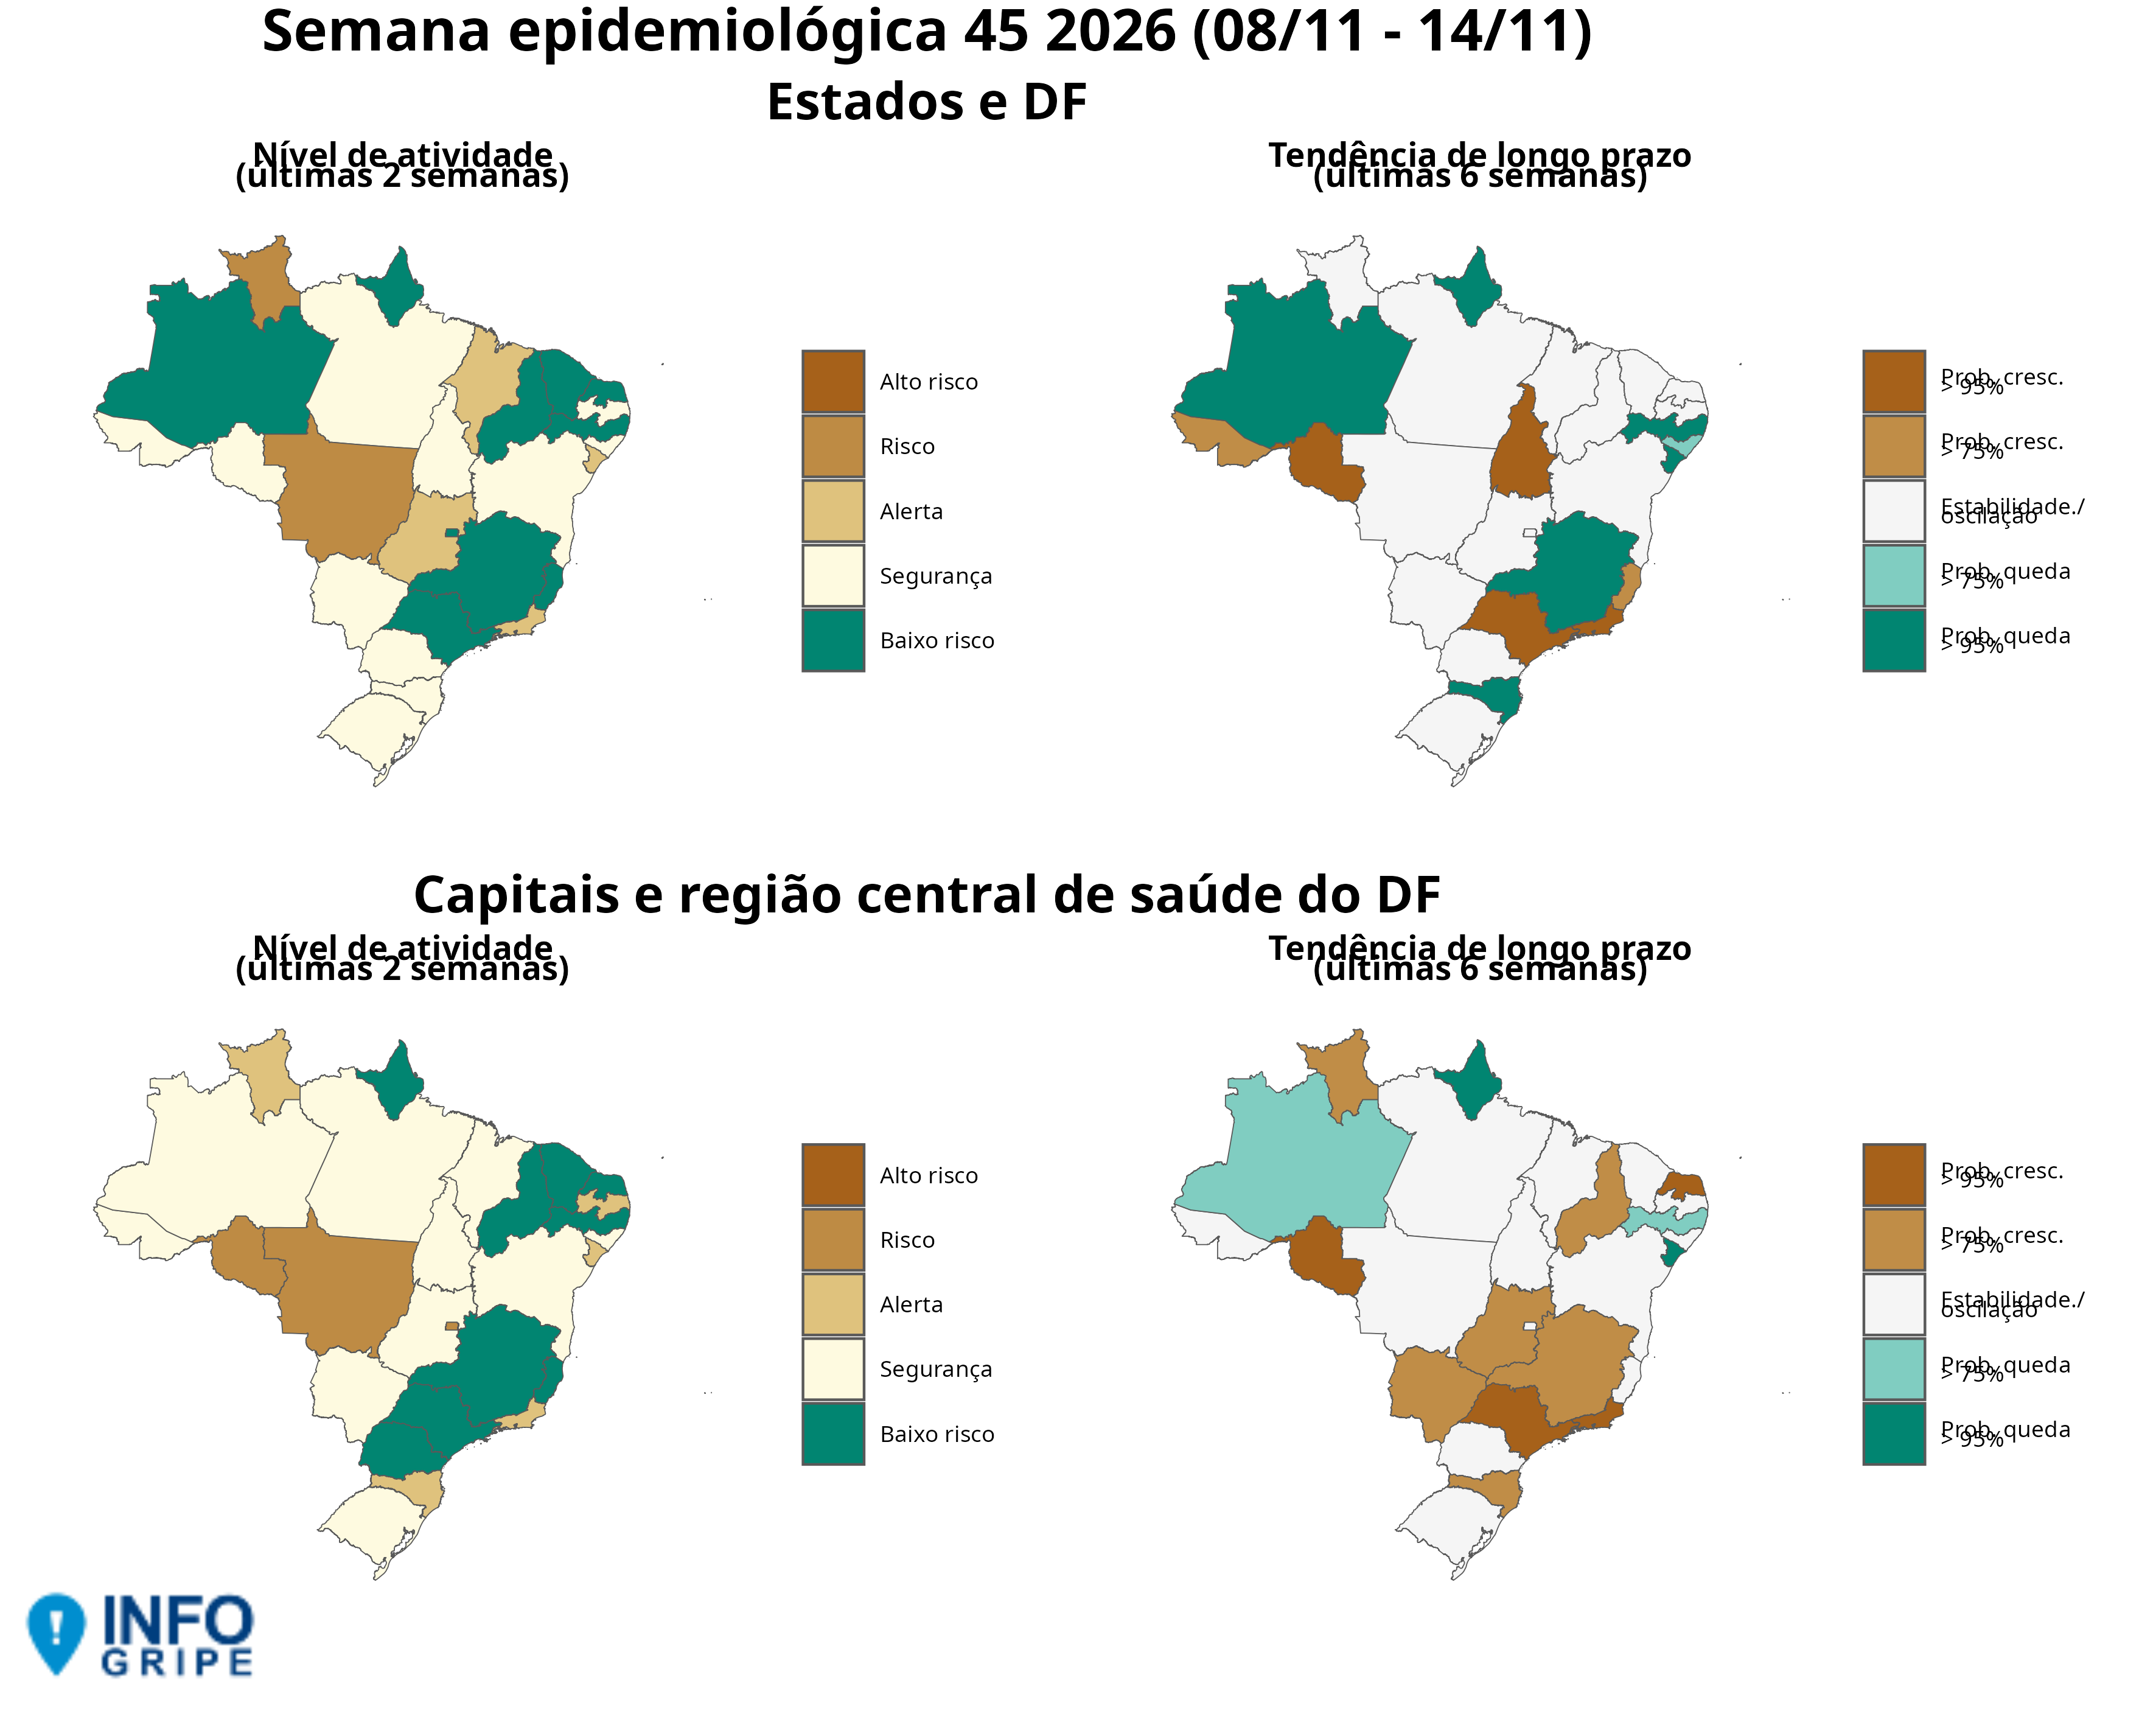 Semana epidemiológica 45 2026 (08/11 - 14/11)
Estados e DF
Nível de atividade
(últimas 2 semanas)
Alto risco
Risco
Alerta
Segurança
Baixo risco
Tendência de longo prazo
(últimas 6 semanas)
Prob. cresc.
> 95%
Prob. cresc.
> 75%
Estabilidade./
oscilação
Prob. queda
> 75%
Prob. queda
> 95%
Capitais e região central de saúde do DF
Nível de atividade
(últimas 2 semanas)
Alto risco
Risco
Alerta
Segurança
Baixo risco
Tendência de longo prazo
(últimas 6 semanas)
Prob. cresc.
> 95%
Prob. cresc.
> 75%
Estabilidade./
oscilação
Prob. queda
> 75%
Prob. queda
> 95%
INFO
GRIPE